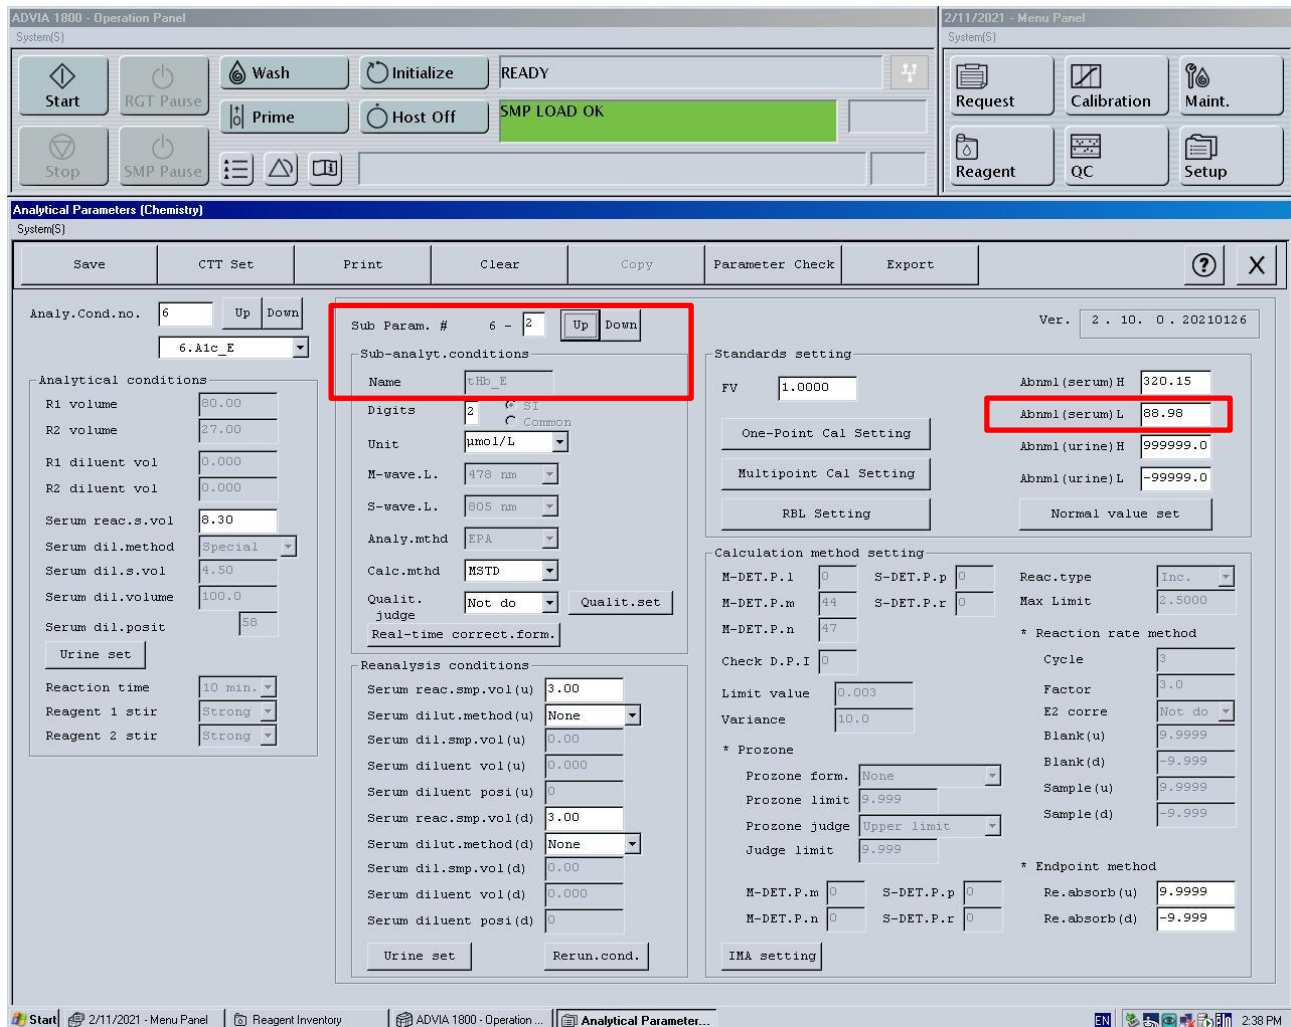 ADVIA 1800 - Operation Panel
System(S)
Start
RGT Pause
Wash
Initialize
READY
Prime
Host Off
SMP LOAD OK
Stop
SMP Pause
2/11/2021 - Menu Panel
System(S)
Request
Calibration
Maint.
Reagent
QC
Setup
Analytical Parameters (Chemistry)
System(S)
Save
CTT Set
Print
Clear
Copy
Parameter Check
Export
?
X
Analy.Cond.no. 6 Up Down
6.A1c_E
Analytical conditions
R1 volume 80.00
R2 volume 27.00
R1 diluent vol 0.000
R2 diluent vol 0.000
Serum reac.s.vol 8.30
Serum dil.method Special
Serum dil.s.vol 4.50
Serum dil.volume 100.0
Serum dil.posit 58
Urine set
Reaction time 10 min.
Reagent 1 stir Strong
Reagent 2 stir Strong
Sub Param. # 6 - 2 Up Down
Sub-analyt.conditions
Name tHb_E
Digits 2 SI
Common
Unit µmol/L
M-wave.L. 478 nm
S-wave.L. 805 nm
Analy.mthd EPA
Calc.mthd MSTD
Qualit. judge Not do Qualit.set
Real-time correct.form.
Reanalysis conditions
Serum reac.smp.vol(u) 3.00
Serum dilut.method(u) None
Serum dil.smp.vol(u) 0.00
Serum diluent vol(u) 0.000
Serum diluent posi(u) 0
Serum reac.smp.vol(d) 3.00
Serum dilut.method(d) None
Serum dil.smp.vol(d) 0.00
Serum diluent vol(d) 0.000
Serum diluent posi(d) 0
Urine set
Rerun.cond.
Ver. 2 . 10. 0 . 20210126
Standards setting
FV 1.0000
One-Point Cal Setting
Multipoint Cal Setting
RBL Setting
Abnml(serum)H 320.15
Abnml(serum)L 88.98
Abnml(urine)H 999999.0
Abnml(urine)L -99999.0
Normal value set
Calculation method setting
M-DET.P.l 0 S-DET.P.p 0
M-DET.P.m 44 S-DET.P.r 0
M-DET.P.n 47
Check D.P.I 0
Limit value 0.003
Variance 10.0
* Prozone
Prozone form. None
Prozone limit 9.999
Prozone judge Upper limit
Judge limit 9.999
M-DET.P.m 0 S-DET.P.p 0
M-DET.P.n 0 S-DET.P.r 0
IMA setting
Reac.type Inc.
Max Limit 2.5000
* Reaction rate method
Cycle 3
Factor 3.0
E2 corre Not do
Blank(u) 9.9999
Blank(d) -9.999
Sample(u) 9.9999
Sample(d) -9.999
* Endpoint method
Re.absorb(u) 9.9999
Re.absorb(d) -9.999
Start
2/11/2021 - Menu Panel
Reagent Inventory
ADVIA 1800 - Operation ...
Analytical Parameter...
EN
2:38 PM